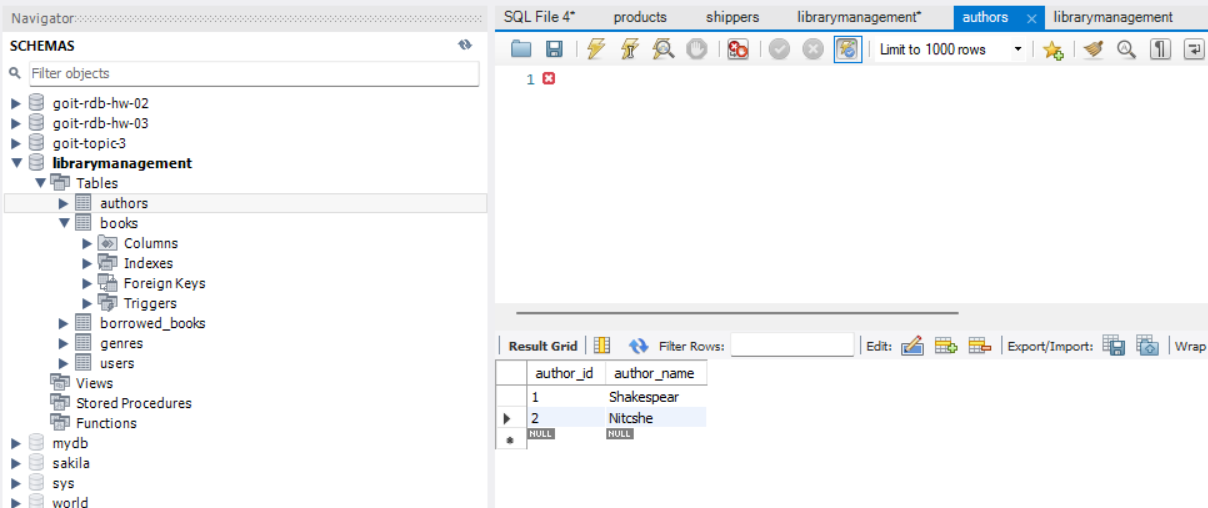 Navigator
SCHEMAS
Filter objects
goit-rdb-hw-02
goit-rdb-hw-03
goit-topic-3
librarymanagement
Tables
authors
books
Columns
Indexes
Foreign Keys
Triggers
borrowed_books
genres
users
Views
Stored Procedures
Functions
mydb
sakila
sys
world
SQL File 4* products shippers librarymanagement* authors librarymanagement
Limit to 1000 rows
1
Result Grid Filter Rows: Edit: Export/Import: Wrap
author_id author_name
1 Shakespear
2 Nitcshe
NULL NULL